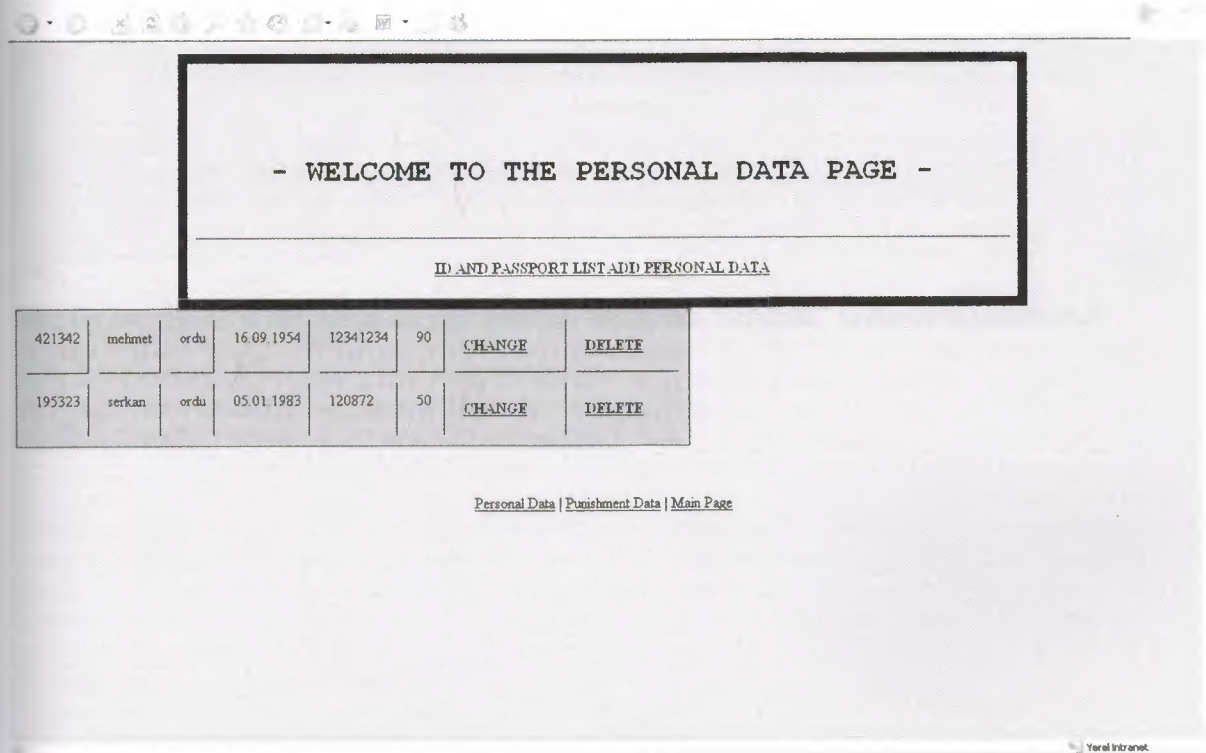 - WELCOME TO THE PERSONAL DATA PAGE -
ID AND PASSPORT LIST ADD PERSONAL DATA
421342 mehmet ordu 16.09.1954 12341234 90 CHANGE DELETE
195323 serkan ordu 05.01.1983 120872 50 CHANGE DELETE
Personal Data | Punishment Data | Main Page
Yerel Intranet